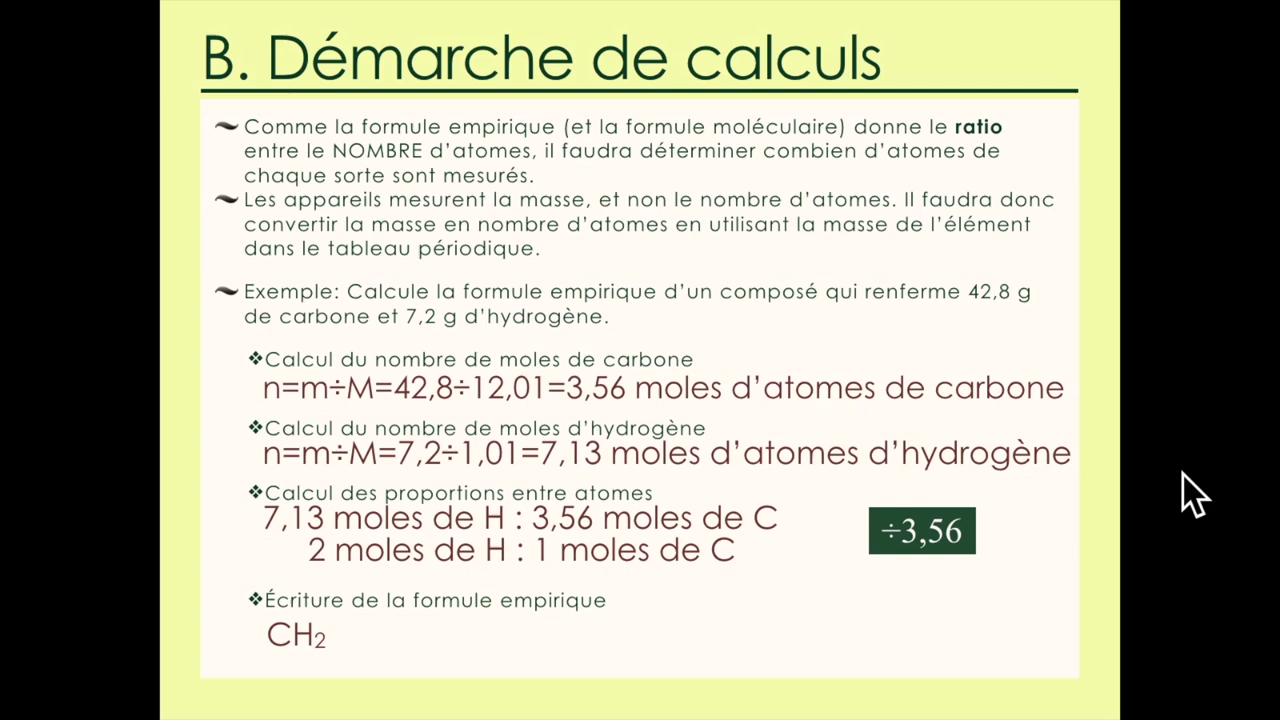 B. Démarche de calculs
Comme la formule empirique (et la formule moléculaire) donne le ratio
entre le NOMBRE d'atomes, il faudra déterminer combien d'atomes de
chaque sorte sont mesurés.
Les appareils mesurent la masse, et non le nombre d'atomes. Il faudra donc
convertir la masse en nombre d'atomes en utilisant la masse de l'élément
dans le tableau périodique.
Exemple: Calcule la formule empirique d'un composé qui renferme 42,8 g
de carbone et 7,2 g d'hydrogène.
❖Calcul du nombre de moles de carbone
n=m÷M=42,8÷12,01=3,56 moles d'atomes de carbone
❖Calcul du nombre de moles d'hydrogène
n=m÷M=7,2÷1,01=7,13 moles d'atomes d'hydrogène
❖Calcul des proportions entre atomes
7,13 moles de H : 3,56 moles de C
÷3,56
2 moles de H : 1 moles de C
❖Écriture de la formule empirique
CH₂